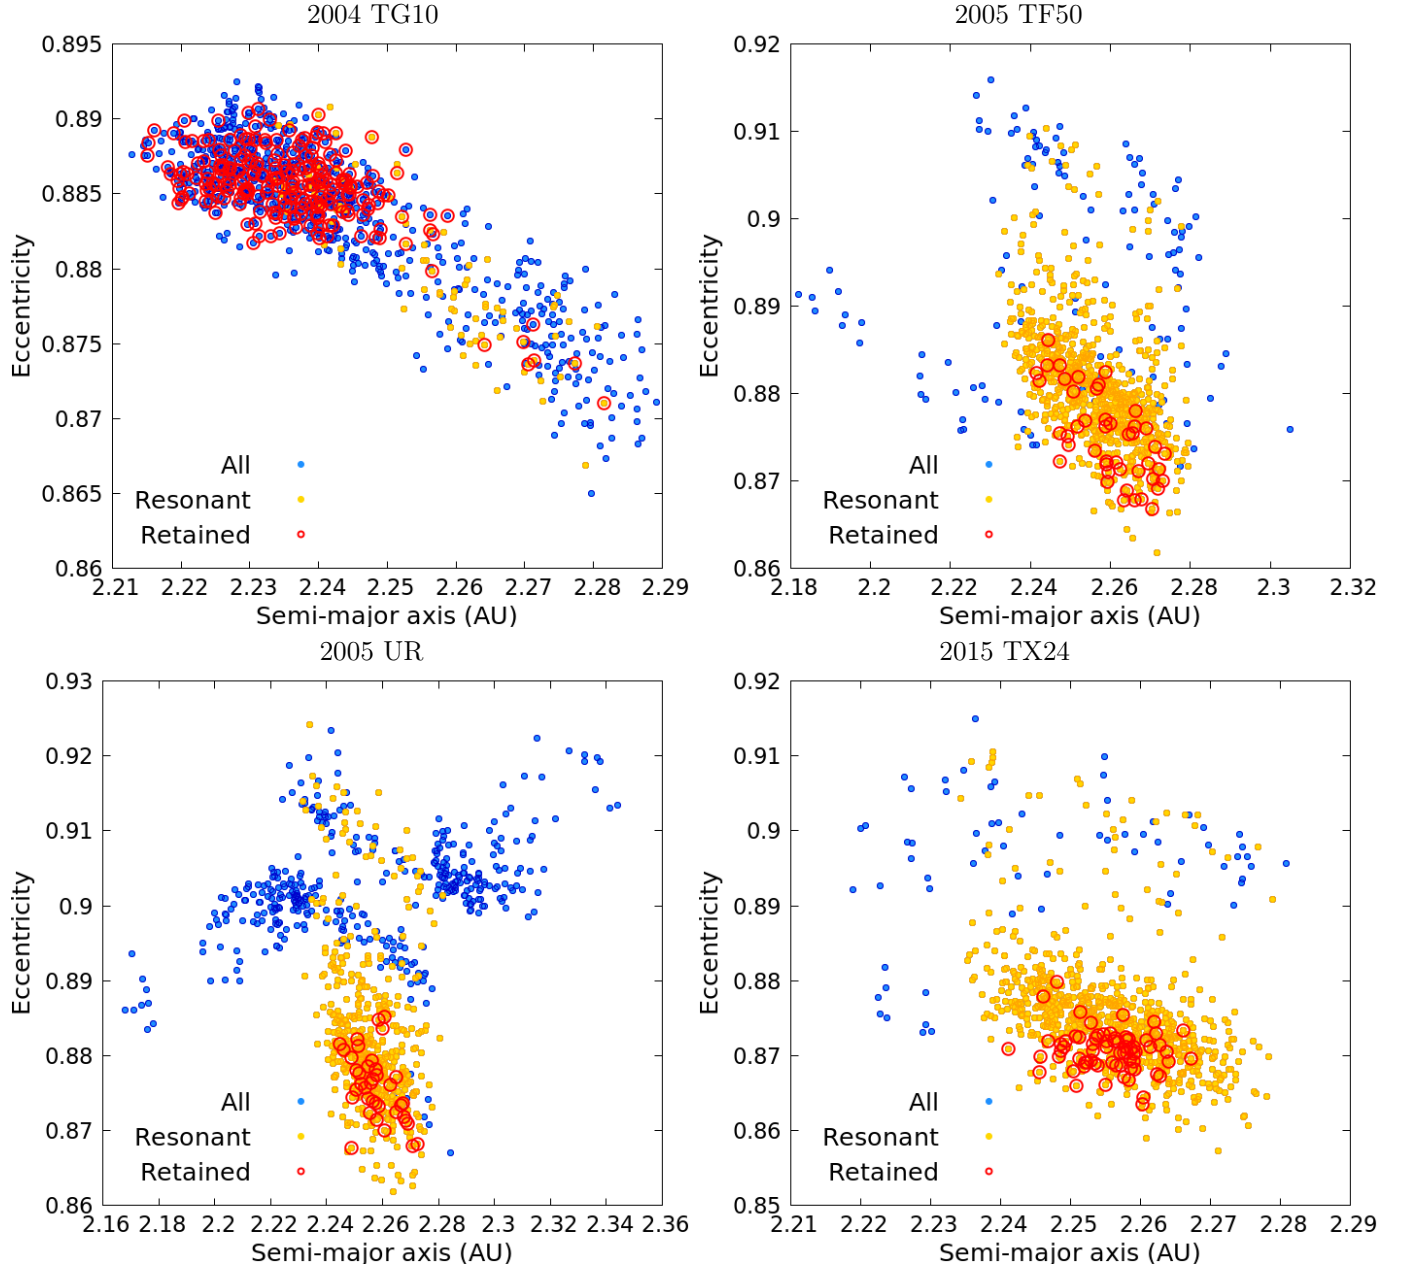 2004 TG10
0.895
0.89
0.885
0.88
0.875
0.87
0.865
0.86
Eccentricity
All
Resonant
Retained
2.21 2.22 2.23 2.24 2.25 2.26 2.27 2.28 2.29
Semi-major axis (AU)
2005 TF50
0.92
0.91
0.9
0.89
0.88
0.87
0.86
Eccentricity
All
Resonant
Retained
2.18 2.2 2.22 2.24 2.26 2.28 2.3 2.32
Semi-major axis (AU)
2005 UR
0.93
0.92
0.91
0.9
0.89
0.88
0.87
0.86
Eccentricity
All
Resonant
Retained
2.16 2.18 2.2 2.22 2.24 2.26 2.28 2.3 2.32 2.34 2.36
Semi-major axis (AU)
2015 TX24
0.92
0.91
0.9
0.89
0.88
0.87
0.86
0.85
Eccentricity
All
Resonant
Retained
2.21 2.22 2.23 2.24 2.25 2.26 2.27 2.28 2.29
Semi-major axis (AU)